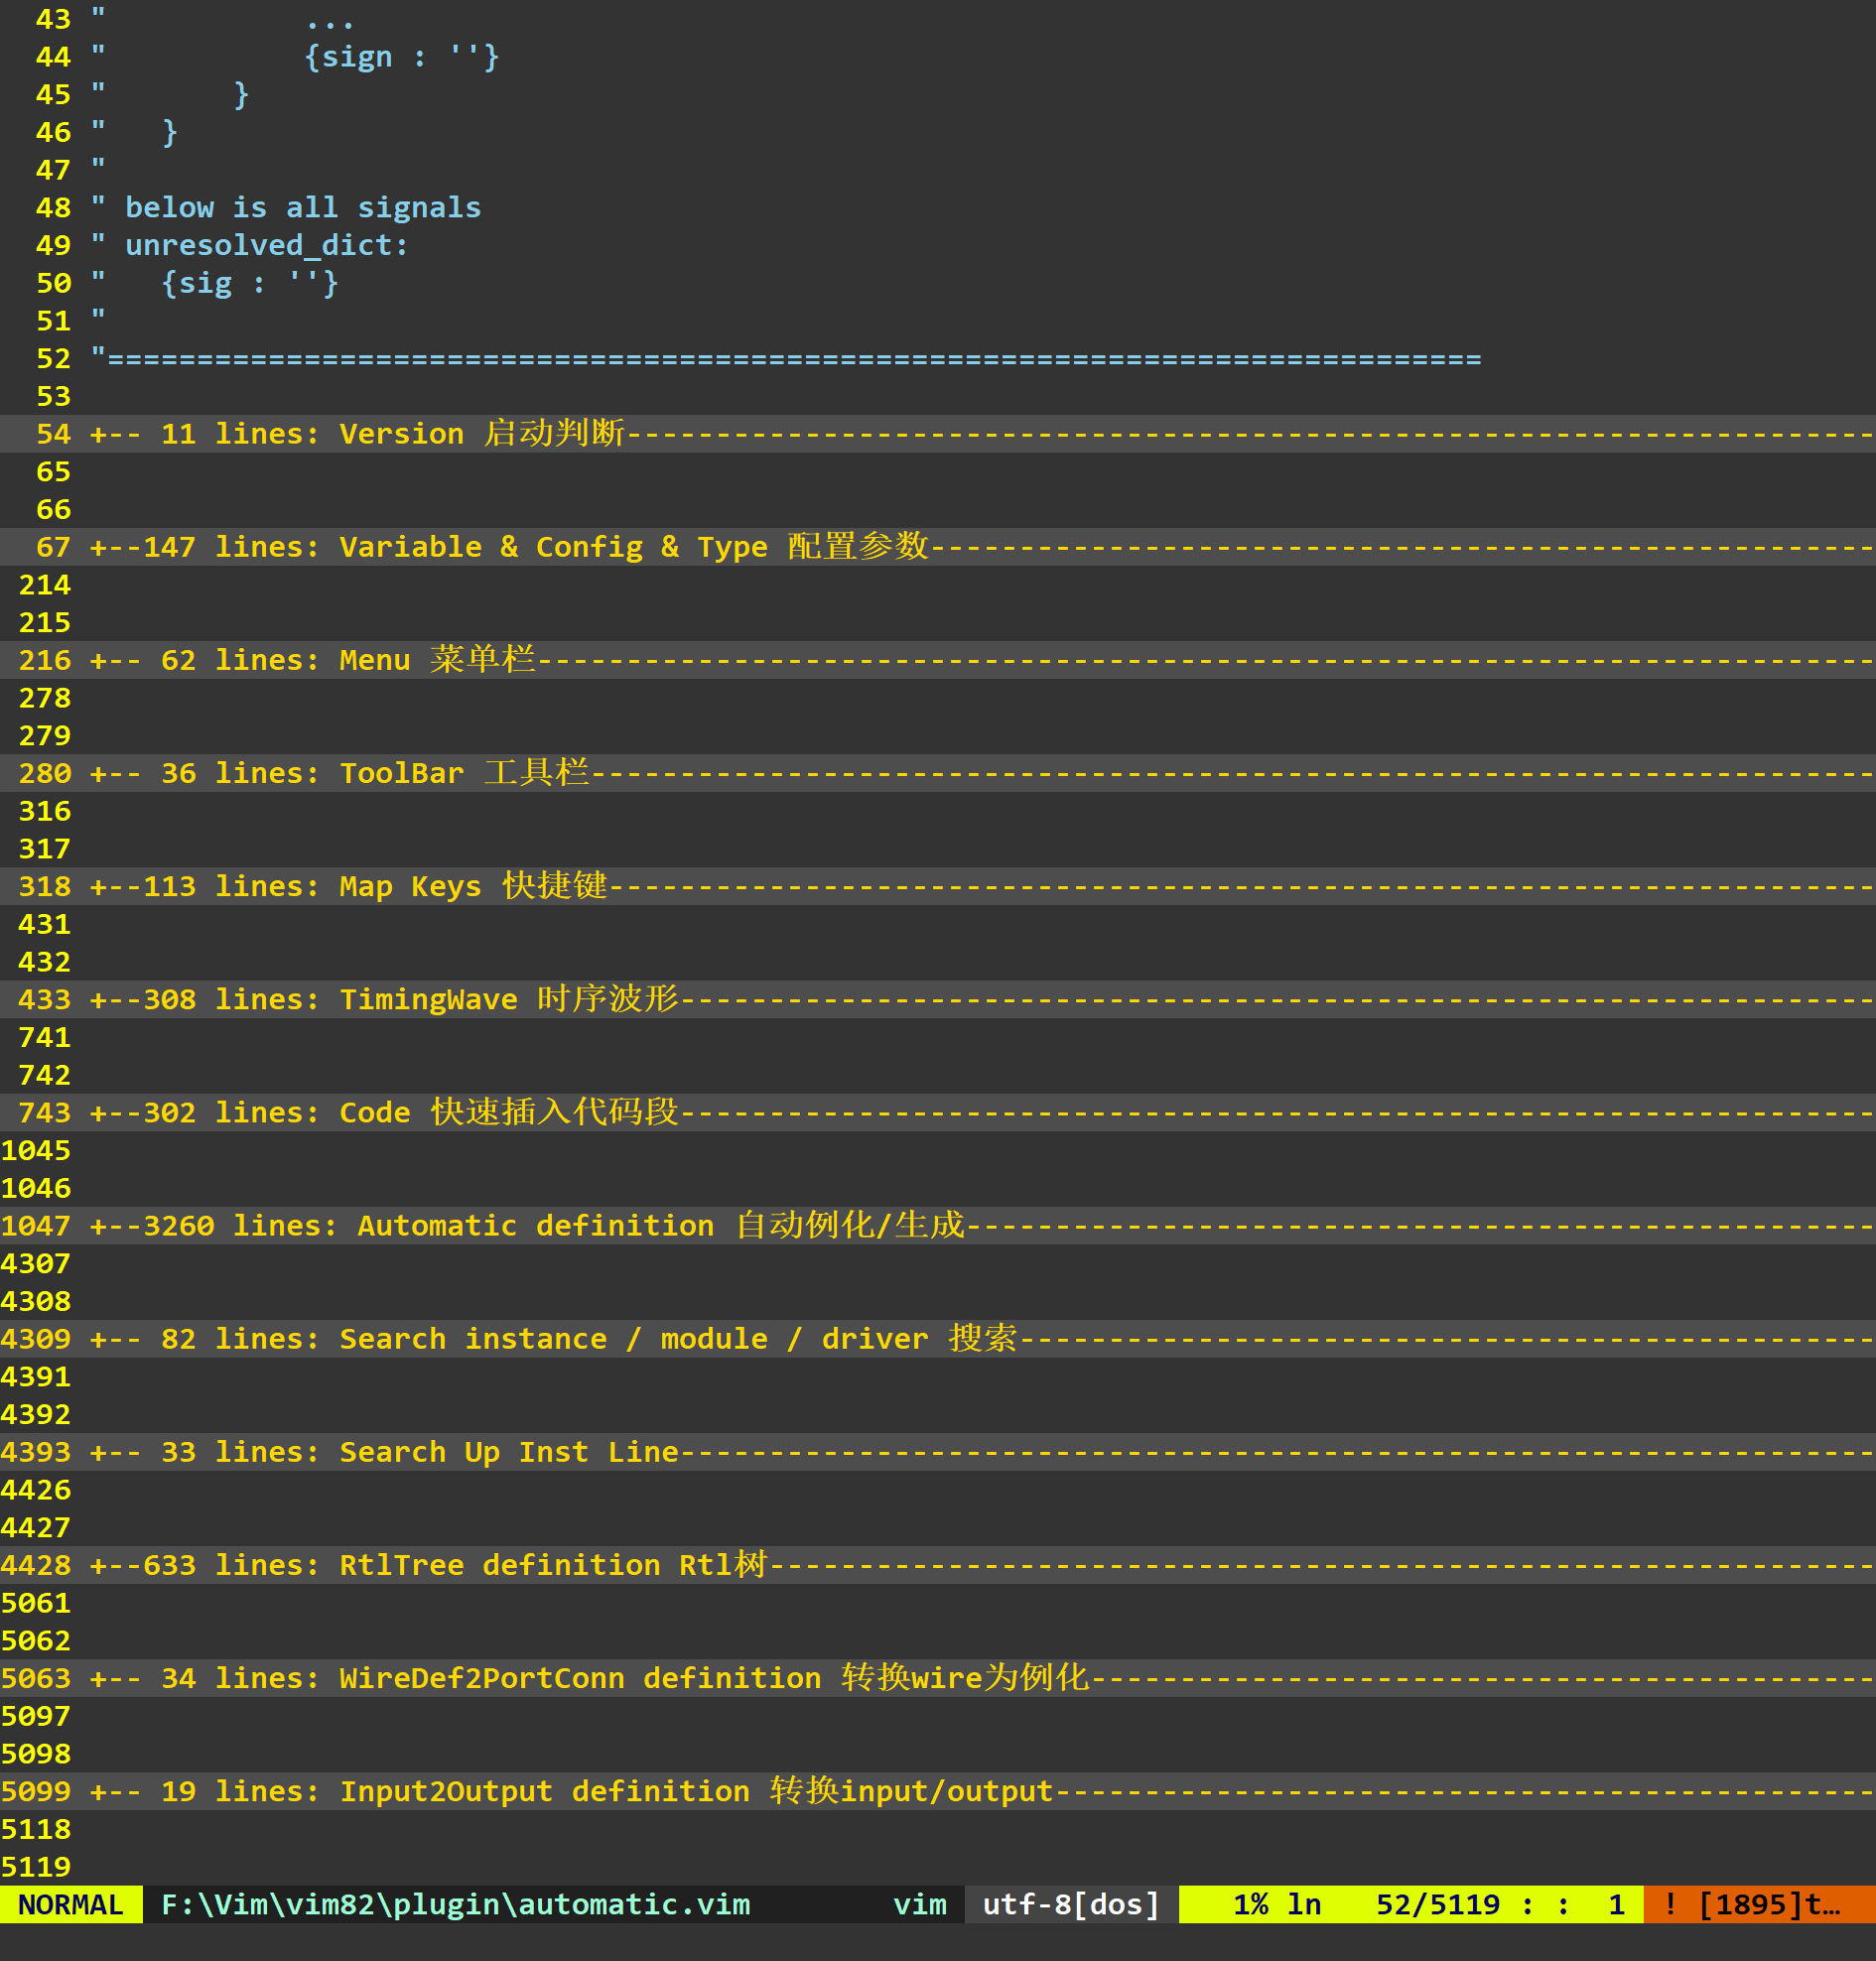 43 "           ...
44 "           {sign : ''}
45 "       }
46 "   }
47 "
48 " below is all signals
49 " unresolved_dict:
50 "   {sig : ''}
51 "
52 "=============================================================================
53
54 +-- 11 lines: Version 启动判断----------------------------------------------------------------------
65
66
67 +--147 lines: Variable & Config & Type 配置参数-----------------------------------------------------
214
215
216 +-- 62 lines: Menu 菜单栏---------------------------------------------------------------------------
278
279
280 +-- 36 lines: ToolBar 工具栏------------------------------------------------------------------------
316
317
318 +--113 lines: Map Keys 快捷键-----------------------------------------------------------------------
431
432
433 +--308 lines: TimingWave 时序波形-------------------------------------------------------------------
741
742
743 +--302 lines: Code 快速插入代码段-------------------------------------------------------------------
1045
1046
1047 +--3260 lines: Automatic definition 自动例化/生成---------------------------------------------------
4307
4308
4309 +-- 82 lines: Search instance / module / driver 搜索------------------------------------------------
4391
4392
4393 +-- 33 lines: Search Up Inst Line-------------------------------------------------------------------
4426
4427
4428 +--633 lines: RtlTree definition Rtl树--------------------------------------------------------------
5061
5062
5063 +-- 34 lines: WireDef2PortConn definition 转换wire为例化--------------------------------------------
5097
5098
5099 +-- 19 lines: Input2Output definition 转换input/output----------------------------------------------
5118
5119
NORMAL F:\Vim\vim82\plugin\automatic.vim vim utf-8[dos] 1% ln 52/5119 : : 1 ! [1895]t…